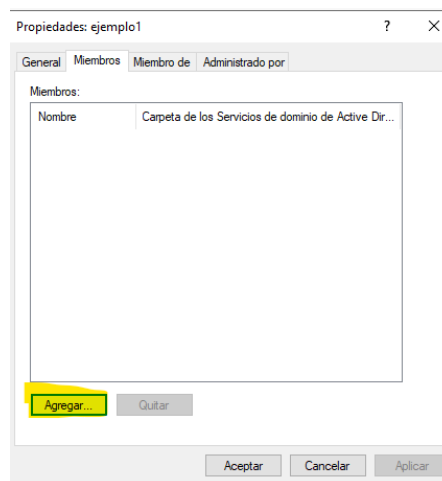 Propiedades: ejemplo1 ? ×
General Miembros Miembro de Administrado por
Miembros:
Nombre Carpeta de los Servicios de dominio de Active Dir...
Agregar... Quitar
Aceptar Cancelar Aplicar